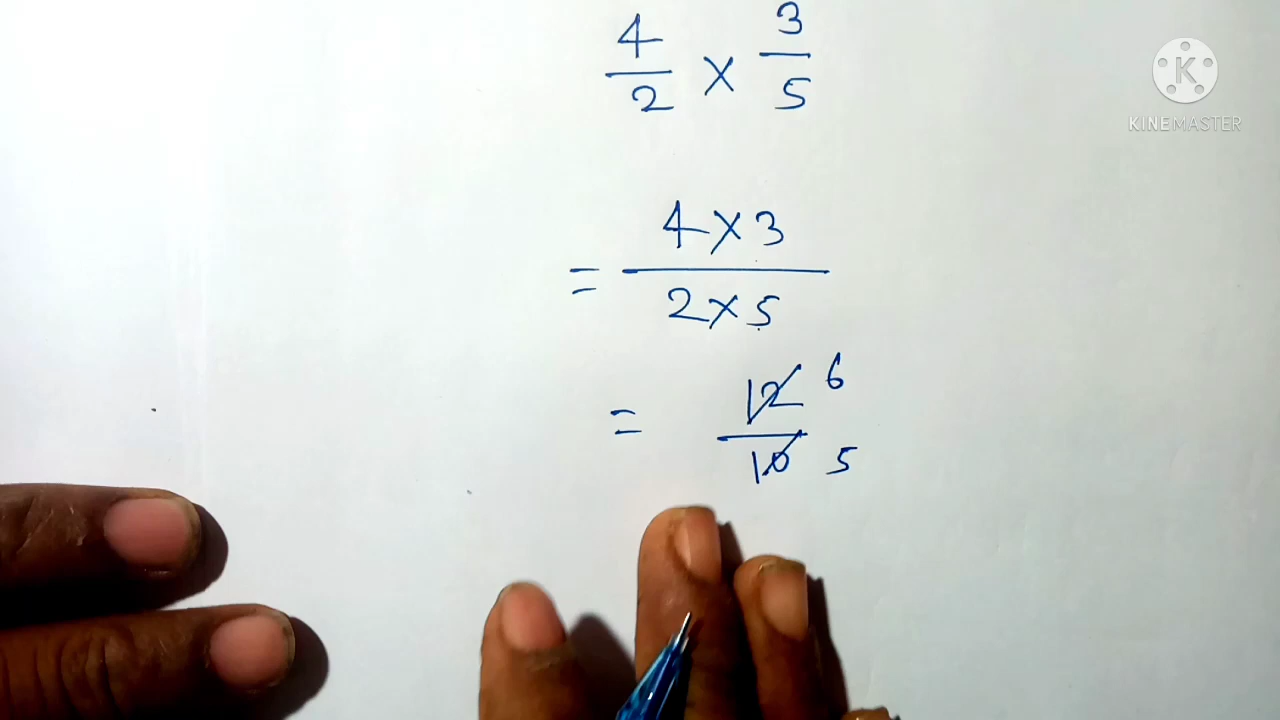 4/2 × 3/5
= 4×3 / 2×5
= 12/10 6/5
K
KINEMASTER